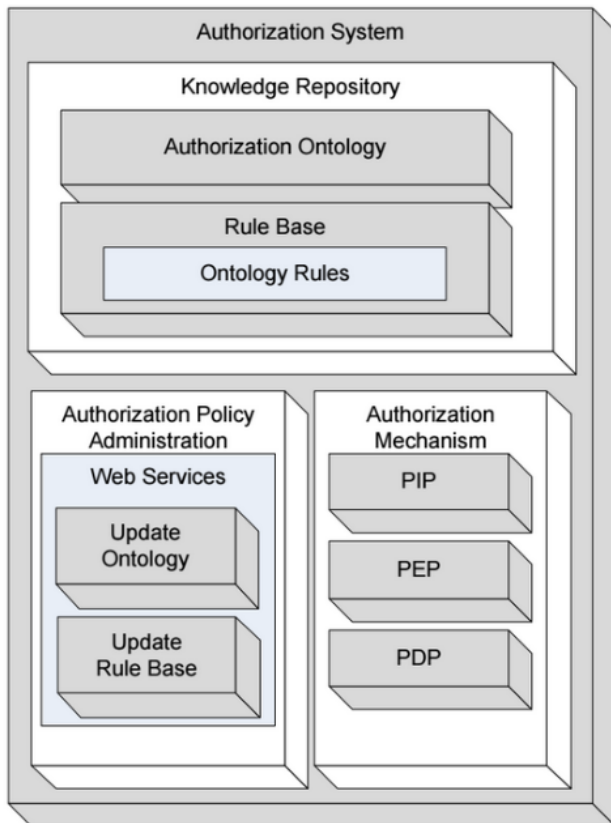 Authorization System
Knowledge Repository
Authorization Ontology
Rule Base
Ontology Rules
Authorization Policy
Administration
Web Services
Update
Ontology
Update
Rule Base
Authorization
Mechanism
PIP
PEP
PDP